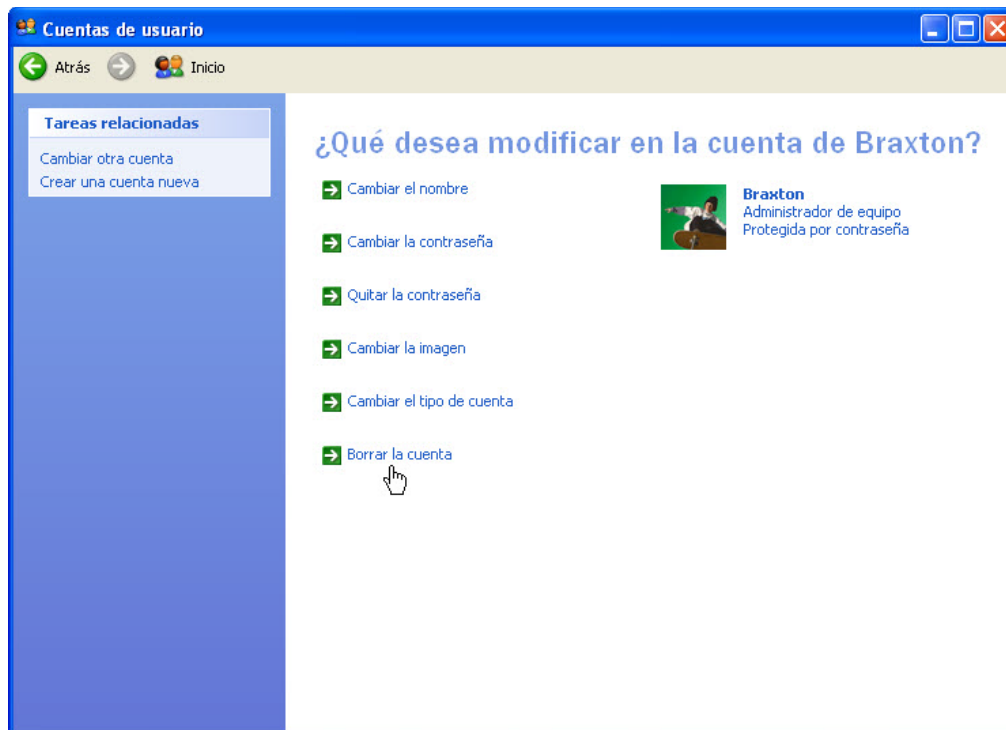 Cuentas de usuario
Atrás
Inicio
Tareas relacionadas
Cambiar otra cuenta
Crear una cuenta nueva
¿Qué desea modificar en la cuenta de Braxton?
Cambiar el nombre
Cambiar la contraseña
Quitar la contraseña
Cambiar la imagen
Cambiar el tipo de cuenta
Borrar la cuenta
Braxton
Administrador de equipo
Protegida por contraseña